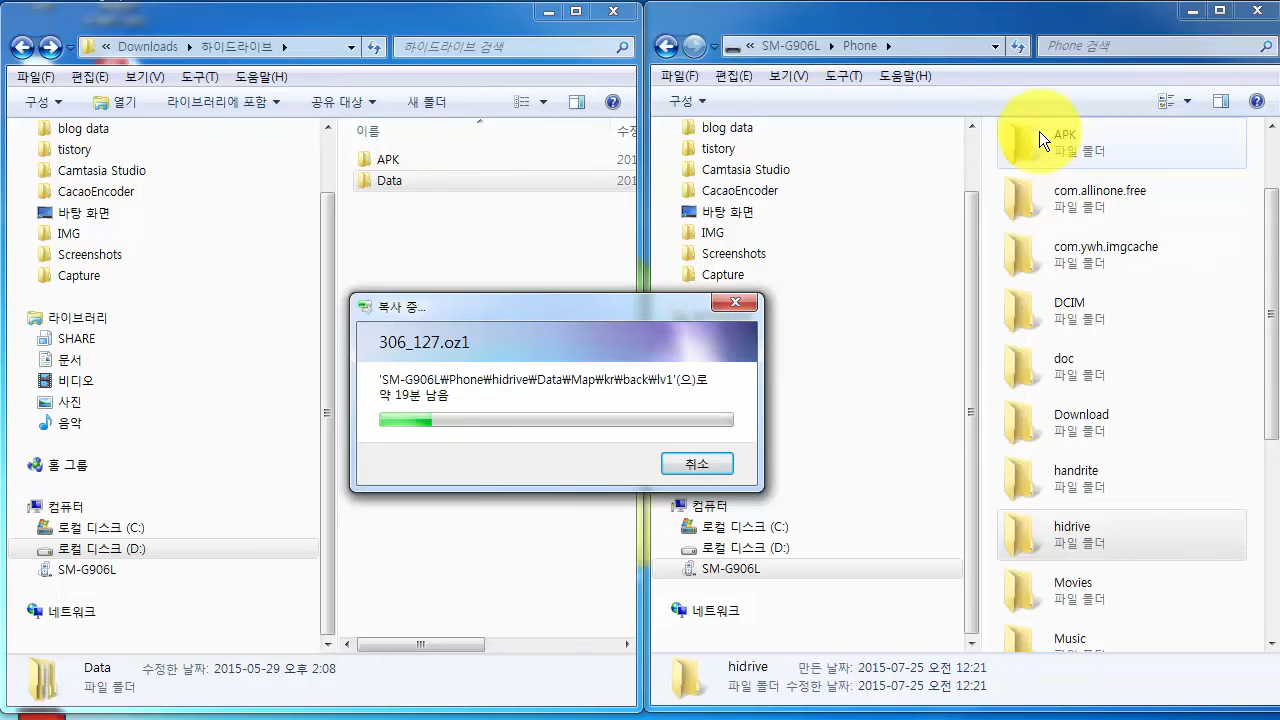 « Downloads ▸ 하이드라이브 ▸
하이드라이브 검색
파일(F) 편집(E) 보기(V) 도구(T) 도움말(H)
구성 열기 라이브러리에 포함 공유 대상 새 폴더
blog data
tistory
Camtasia Studio
CacaoEncoder
바탕 화면
IMG
Screenshots
Capture
라이브러리
SHARE
문서
비디오
사진
음악
홈 그룹
컴퓨터
로컬 디스크 (C:)
로컬 디스크 (D:)
SM-G906L
네트워크
이름 수정
APK 201
Data 201
Data 수정한 날짜: 2015-05-29 오후 2:08
파일 폴더
복사 중...
306_127.oz1
'SM-G906L₩Phone₩hidrive₩Data₩Map₩kr₩back₩lv1'(으)로
약 19분 남음
취소
« SM-G906L ▸ Phone ▸
Phone 검색
파일(F) 편집(E) 보기(V) 도구(T) 도움말(H)
구성
blog data
tistory
Camtasia Studio
CacaoEncoder
바탕 화면
IMG
Screenshots
Capture
컴퓨터
로컬 디스크 (C:)
로컬 디스크 (D:)
SM-G906L
네트워크
APK
파일 폴더
com.allinone.free
파일 폴더
com.ywh.imgcache
파일 폴더
DCIM
파일 폴더
doc
파일 폴더
Download
파일 폴더
handrite
파일 폴더
hidrive
파일 폴더
Movies
파일 폴더
Music
hidrive 만든 날짜: 2015-07-25 오전 12:21
파일 폴더 수정한 날짜: 2015-07-25 오전 12:21